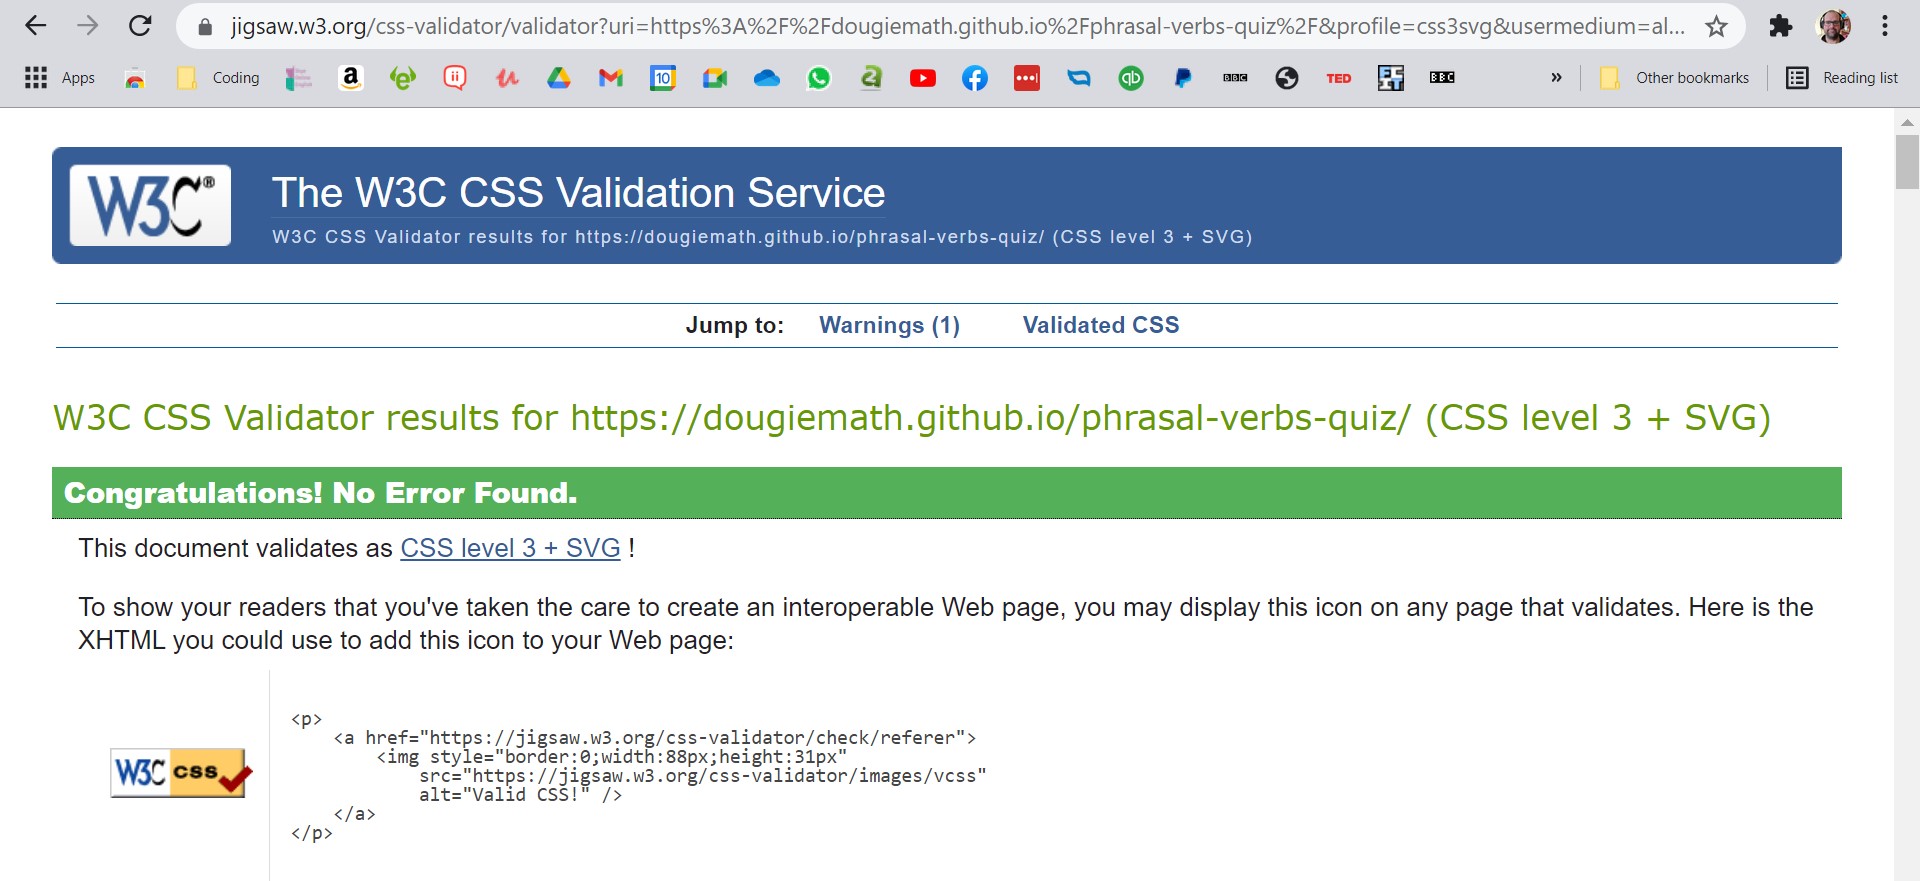 jigsaw.w3.org/css-validator/validator?uri=https%3A%2F%2Fdougiemath.github.io%2Fphrasal-verbs-quiz%2F&profile=css3svg&usermedium=al...
Apps
Coding
a
ii
10
qb
BBC
TED
BBC
»
Other bookmarks
Reading list
W3C®
The W3C CSS Validation Service
W3C CSS Validator results for https://dougiemath.github.io/phrasal-verbs-quiz/ (CSS level 3 + SVG)
Jump to: Warnings (1) Validated CSS
W3C CSS Validator results for https://dougiemath.github.io/phrasal-verbs-quiz/ (CSS level 3 + SVG)
Congratulations! No Error Found.
This document validates as CSS level 3 + SVG !
To show your readers that you've taken the care to create an interoperable Web page, you may display this icon on any page that validates. Here is the
XHTML you could use to add this icon to your Web page:
W3C css
<p>
<a href="https://jigsaw.w3.org/css-validator/check/referer">
<img style="border:0;width:88px;height:31px"
src="https://jigsaw.w3.org/css-validator/images/vcss"
alt="Valid CSS!" />
</a>
</p>